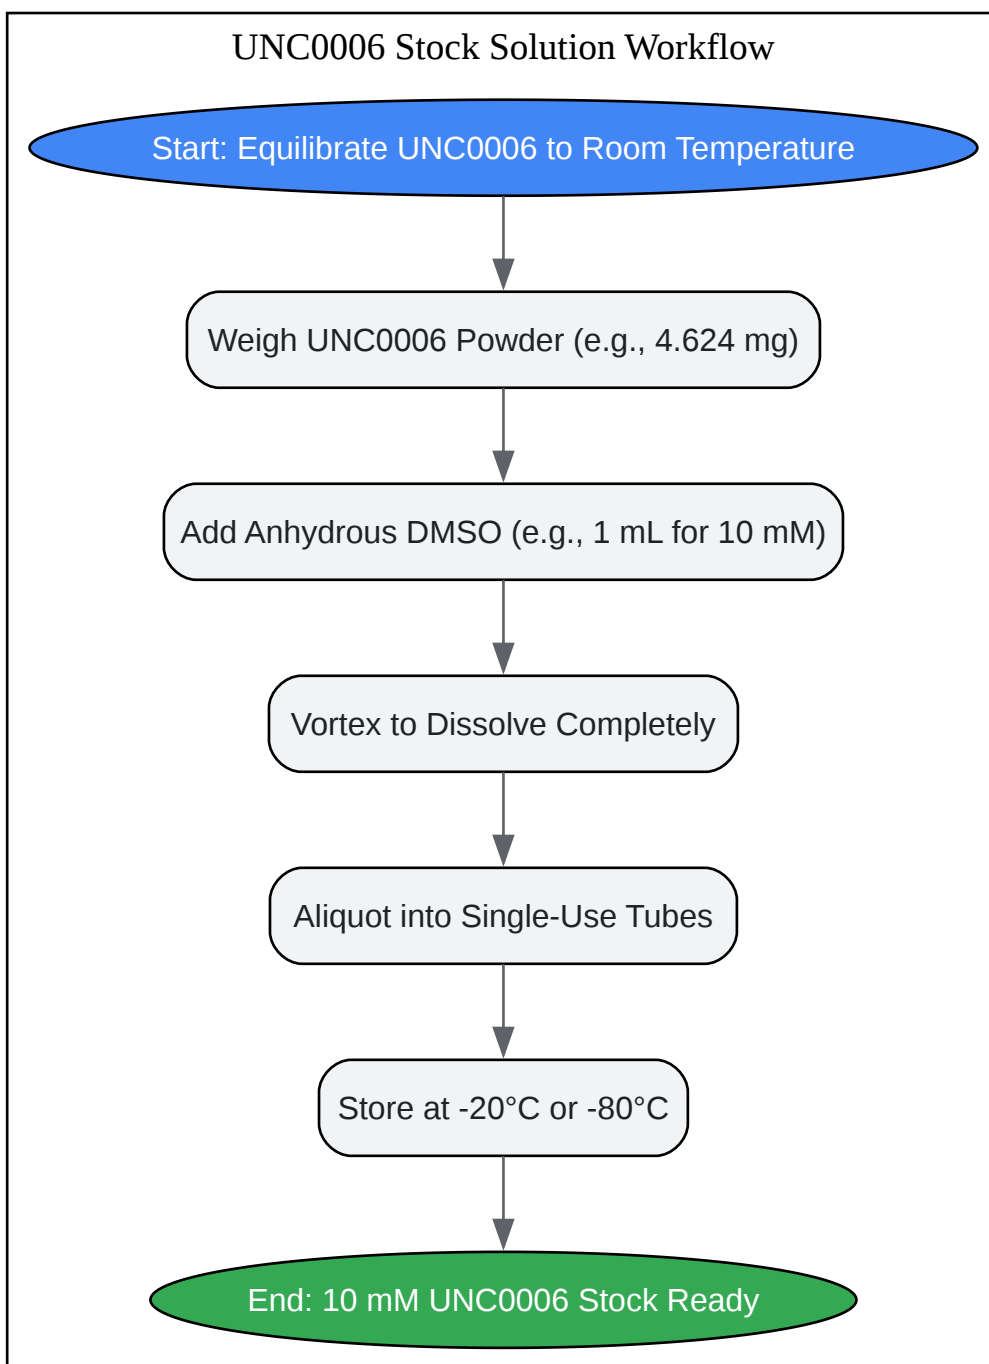 UNC0006 Stock Solution Workflow
Start: Equilibrate UNC0006 to Room Temperature
Weigh UNC0006 Powder (e.g., 4.624 mg)
Add Anhydrous DMSO (e.g., 1 mL for 10 mM)
Vortex to Dissolve Completely
Aliquot into Single-Use Tubes
Store at -20°C or -80°C
End: 10 mM UNC0006 Stock Ready